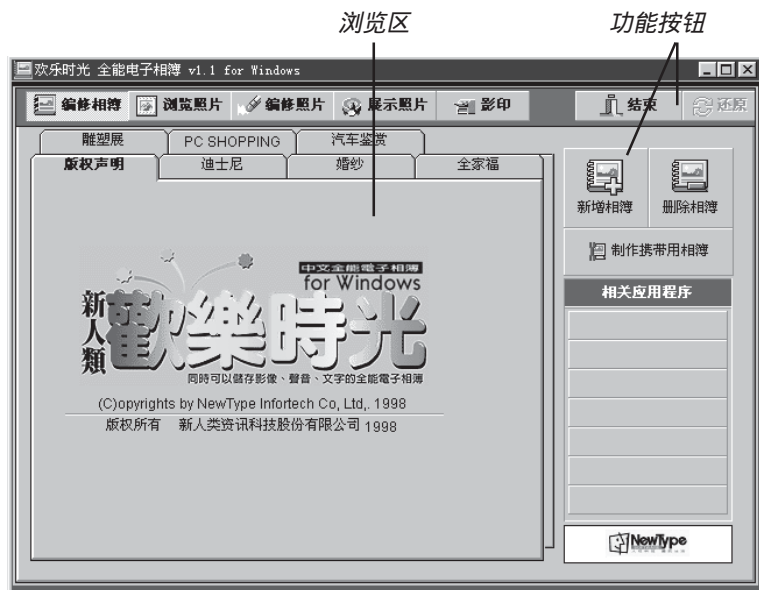 浏览区 功能按钮
欢乐时光 全能电子相簿 v1.1 for Windows
编修相簿 浏览照片 编修照片 展示照片 影印 结束 还原
雕塑展 PC SHOPPING 汽车鉴赏
版权声明 迪士尼 婚纱 全家福
新增相簿 删除相簿
制作携带用相簿
相关应用程序
中文全能電子相簿
for Windows
新人類
歡樂時光
同時可以儲存影像、聲音、文字的全能電子相簿
(C)opyrights by NewType Infortech Co, Ltd,. 1998
版权所有 新人类资讯科技股份有限公司 1998
NewType